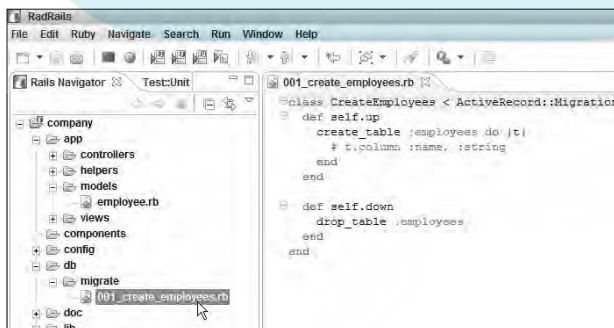 RadRails
File Edit Ruby Navigate Search Run Window Help
Rails Navigator Test::Unit
company
app
controllers
helpers
models
employee.rb
views
components
config
db
migrate
001_create_employees.rb
doc
lib
001_create_employees.rb
class CreateEmployees < ActiveRecord::Migration
def self.up
create_table :employees do |t|
# t.column :name, :string
end
end
def self.down
drop_table :employees
end
end